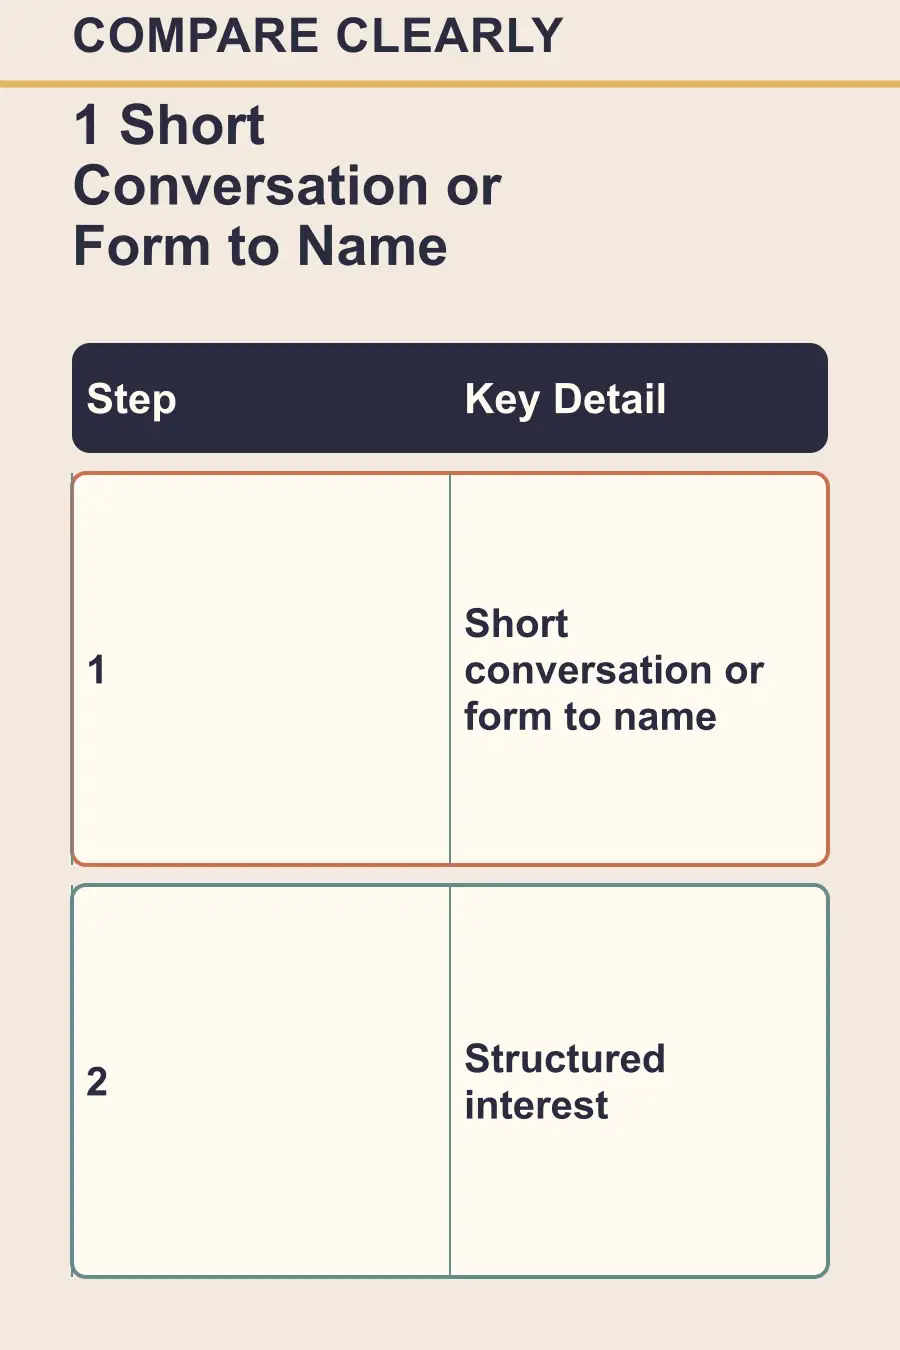 COMPARE CLEARLY
1 Short
Conversation or
Form to Name
Step
Key Detail
1
Short
conversation or
form to name
2
Structured
interest